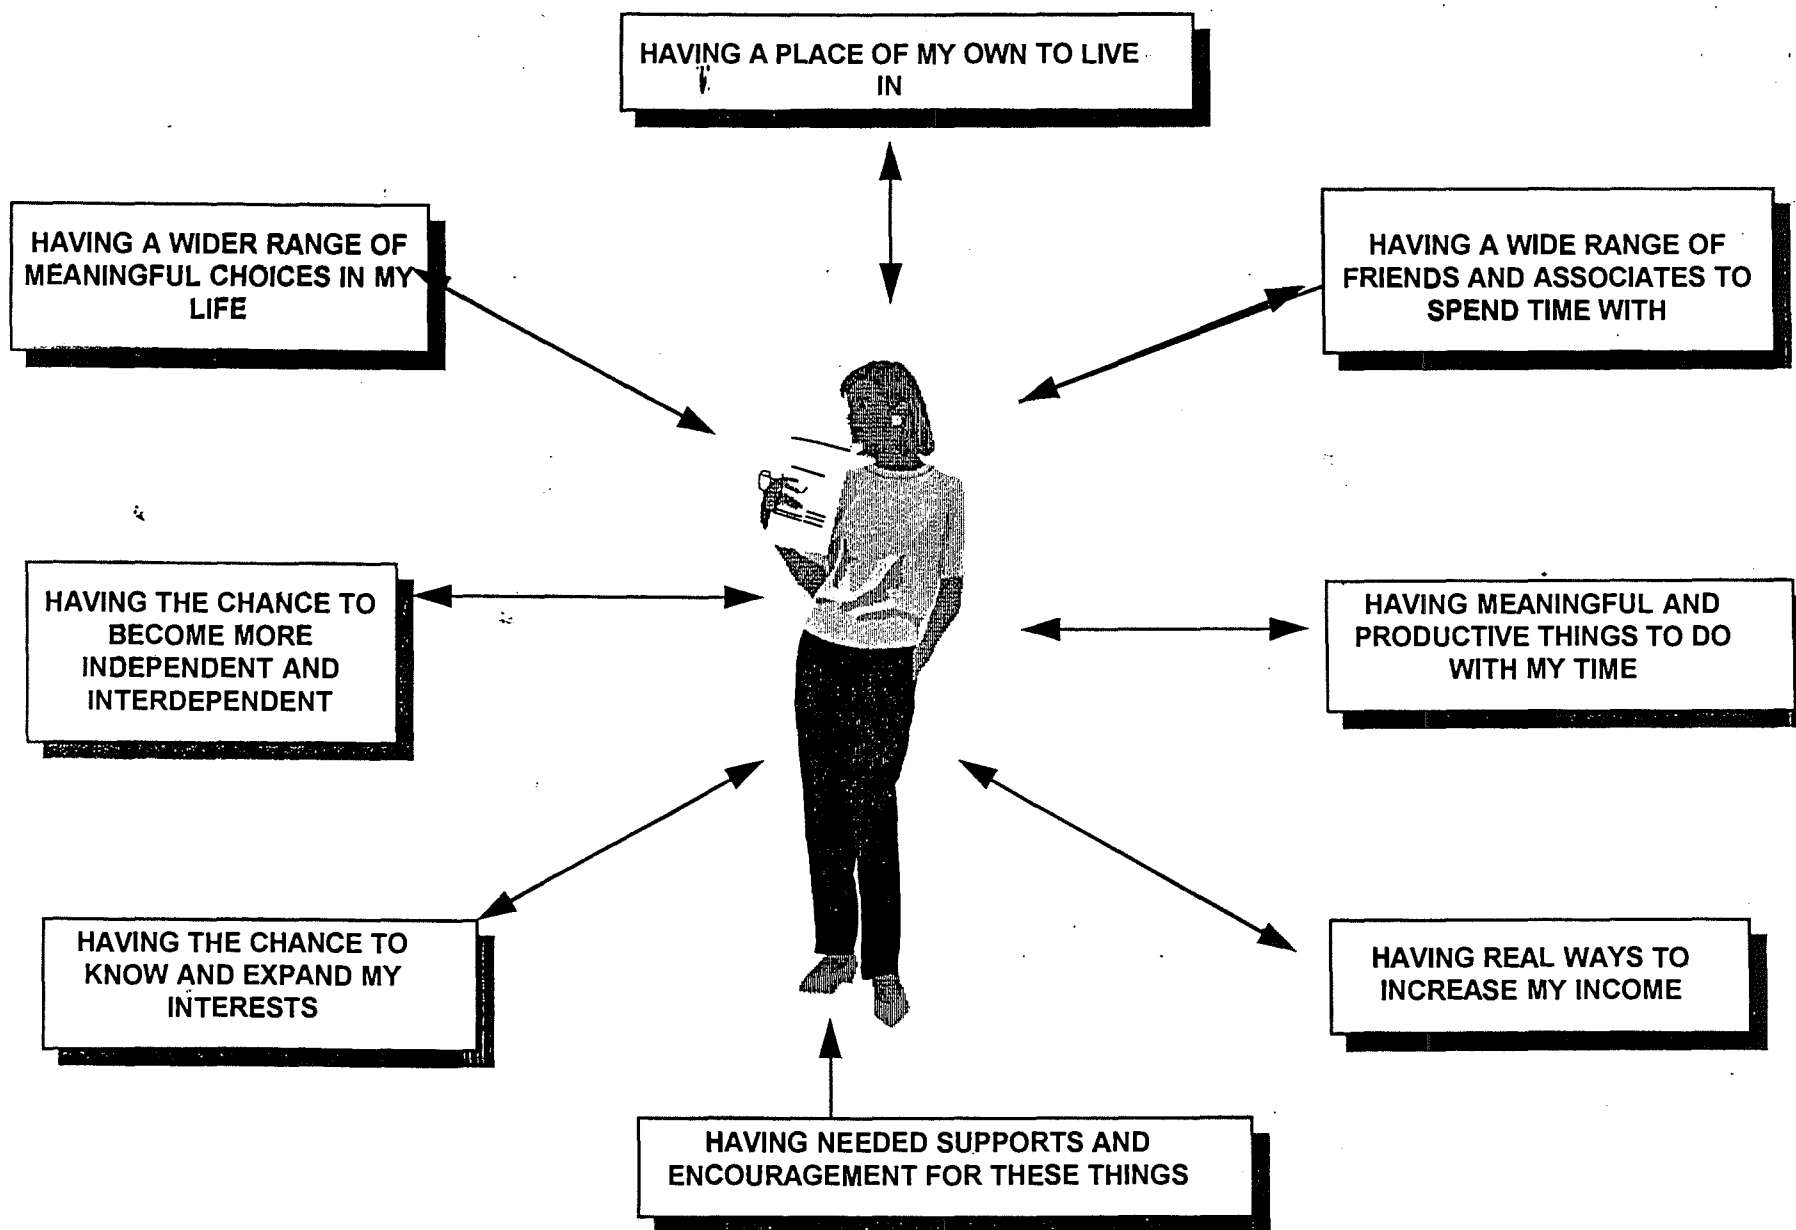 HAVING A PLACE OF MY OWN TO LIVE
IN
HAVING A WIDER RANGE OF
MEANINGFUL CHOICES IN MY
LIFE
HAVING A WIDE RANGE OF
FRIENDS AND ASSOCIATES TO
SPEND TIME WITH
HAVING THE CHANCE TO
BECOME MORE
INDEPENDENT AND
INTERDEPENDENT
HAVING MEANINGFUL AND
PRODUCTIVE THINGS TO DO
WITH MY TIME
HAVING THE CHANCE TO
KNOW AND EXPAND MY
INTERESTS
HAVING REAL WAYS TO
INCREASE MY INCOME
HAVING NEEDED SUPPORTS AND
ENCOURAGEMENT FOR THESE THINGS